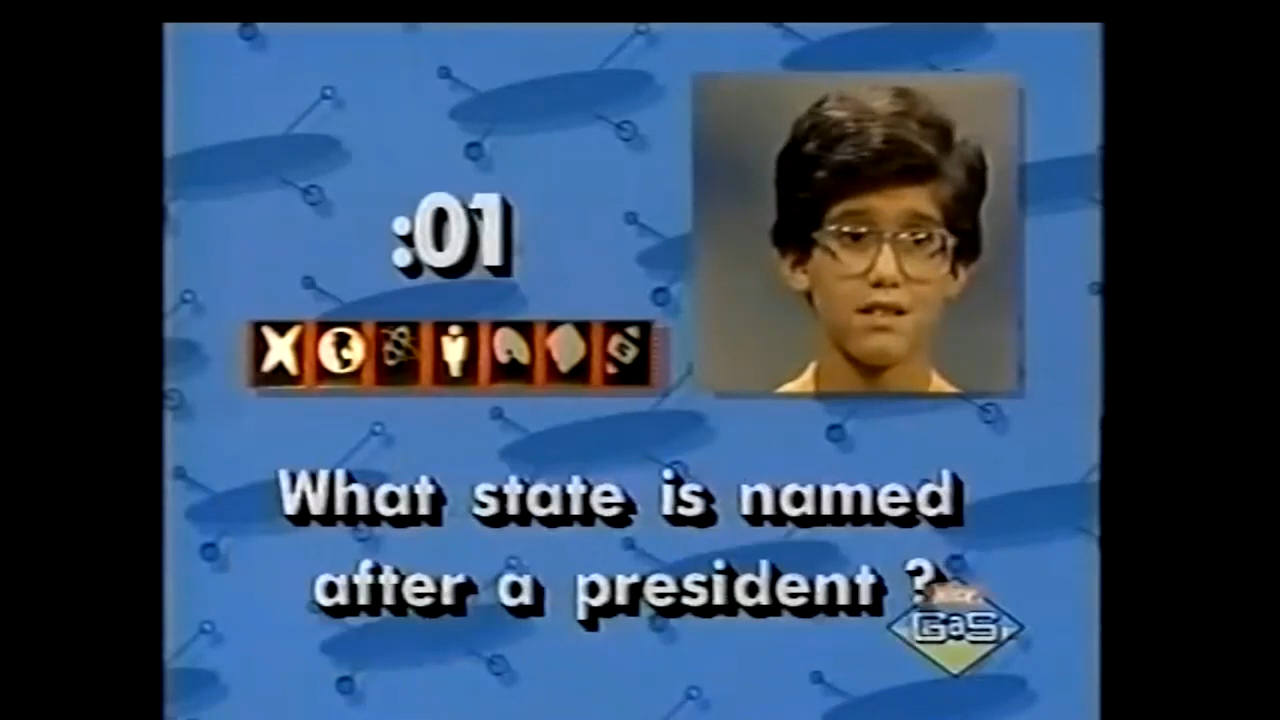 :01
What state is named
after a president ?
GaS